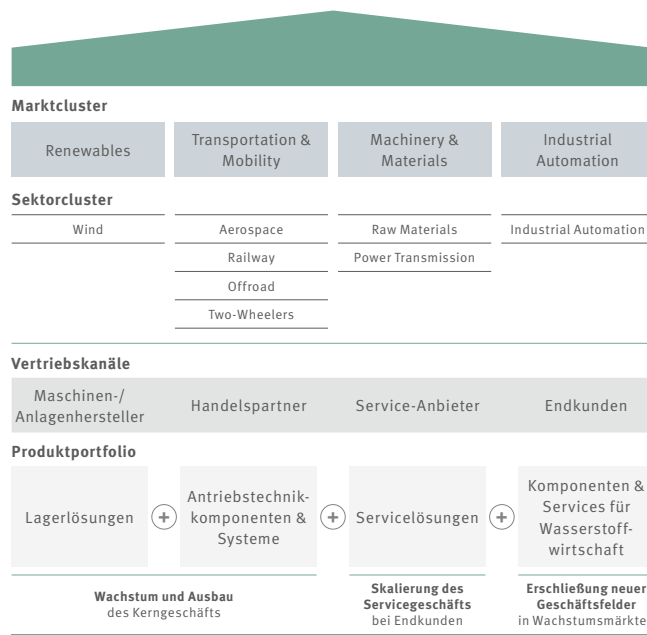 Marktcluster
Renewables
Transportation &
Mobility
Machinery &
Materials
Industrial
Automation
Sektorcluster
Wind
Aerospace
Raw Materials
Industrial Automation
Railway
Power Transmission
Offroad
Two-Wheelers
Vertriebskanäle
Maschinen-/
Anlagenhersteller
Handelspartner
Service-Anbieter
Endkunden
Produktportfolio
Lagerlösungen
+
Antriebstechnik-
komponenten &
Systeme
+
Servicelösungen
+
Komponenten &
Services für
Wasserstoff-
wirtschaft
Wachstum und Ausbau
des Kerngeschäfts
Skalierung des
Servicegeschäfts
bei Endkunden
Erschließung neuer
Geschäftsfelder
in Wachstumsmärkte